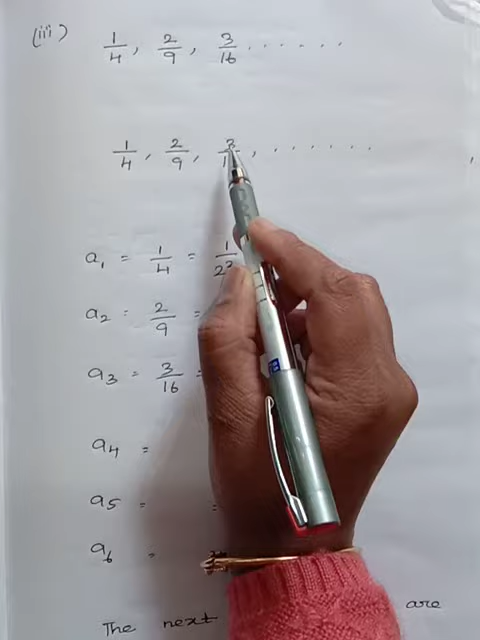 (iii) 1/4, 2/9, 3/16 . . . . . .
1/4, 2/9, 3/1 , . . . . . . .
a₁ = 1/4 = 1/2²
a₂ = 2/9 =
a₃ = 3/16 =
a₄ =
a₅ = =
a₆ =
The next are